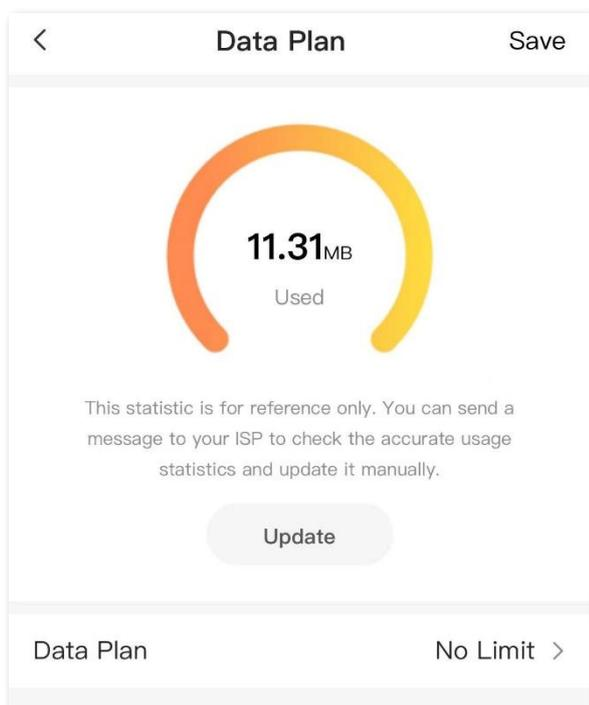 Data Plan Save
11.31MB
Used
This statistic is for reference only. You can send a
message to your ISP to check the accurate usage
statistics and update it manually.
Update
Data Plan No Limit